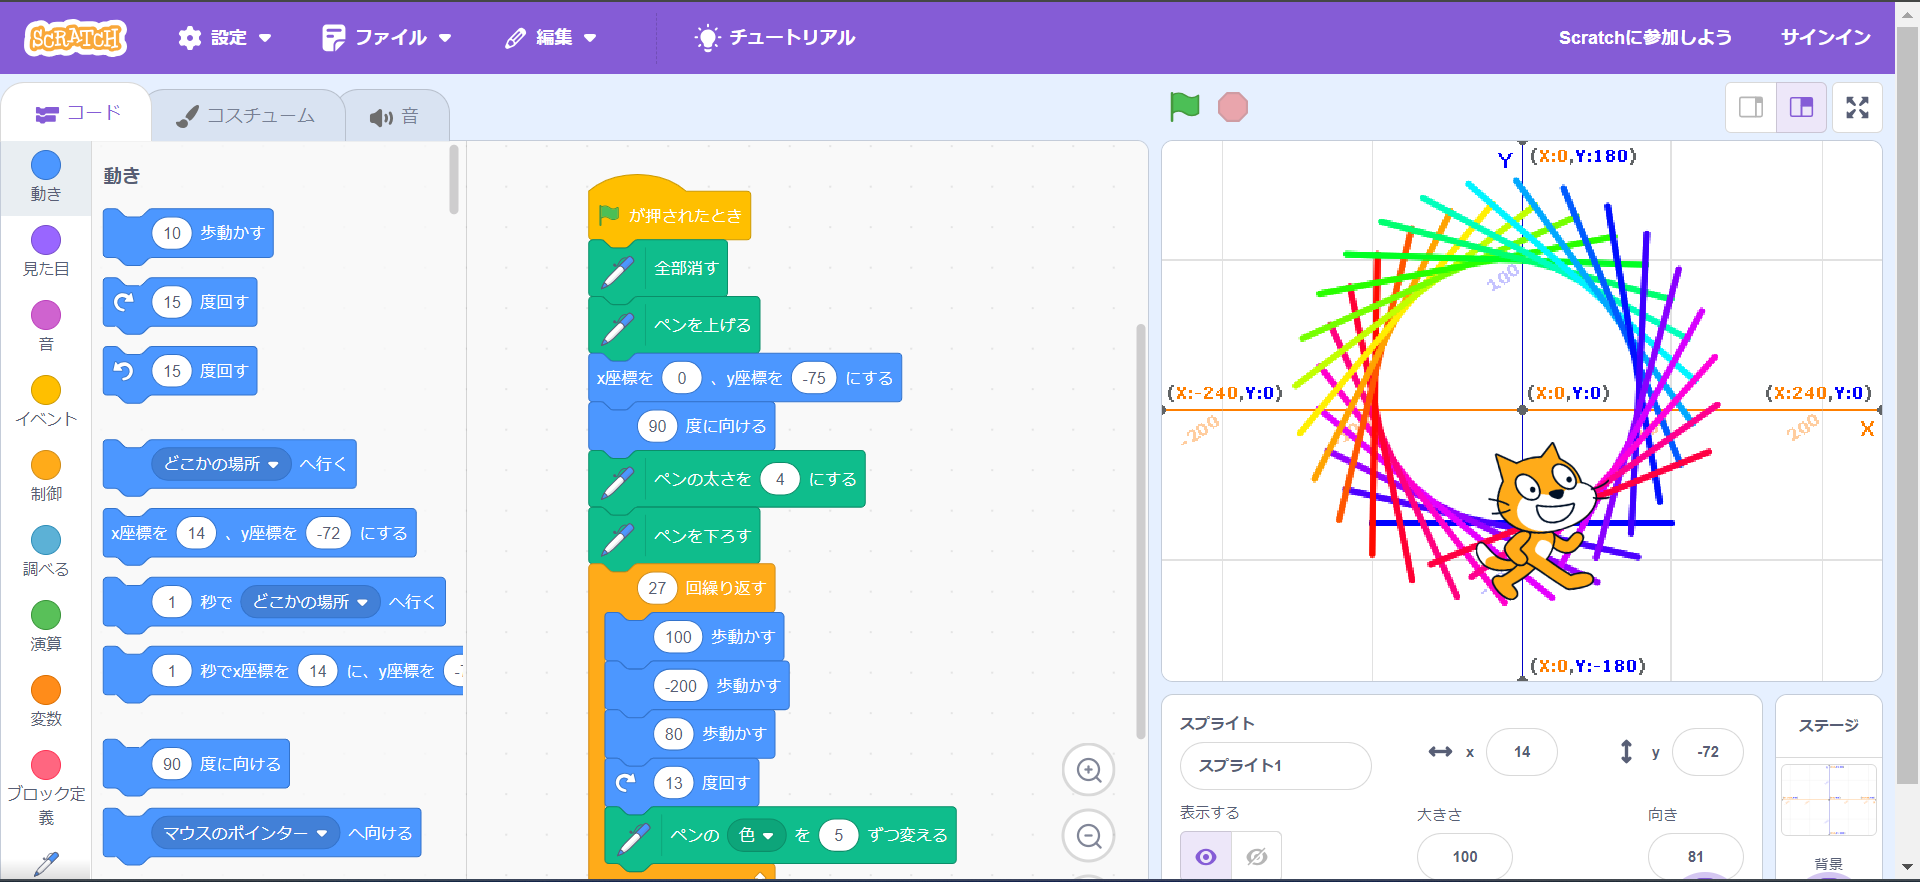 SCRATCH 設定 ファイル 編集 チュートリアル Scratchに参加しよう サインイン
コード コスチューム 音
動き
見た目
音
イベント
制御
調べる
演算
変数
ブロック定
義
動き
10 歩動かす
15 度回す
15 度回す
どこかの場所 へ行く
x座標を 14 、y座標を -72 にする
1 秒で どこかの場所 へ行く
1 秒でx座標を 14 に、y座標を
90 度に向ける
マウスのポインター へ向ける
が押されたとき
全部消す
ペンを上げる
x座標を 0 、y座標を -75 にする
90 度に向ける
ペンの太さを 4 にする
ペンを下ろす
27 回繰り返す
100 歩動かす
-200 歩動かす
80 歩動かす
13 度回す
ペンの 色 を 5 ずつ変える
Y (X:0,Y:180)
100
(X:-240,Y:0) (X:0,Y:0) (X:240,Y:0)
-200 200 X
(X:0,Y:-180)
スプライト
スプライト1 x 14 y -72
表示する 大きさ 向き
100 81
ステージ
背景